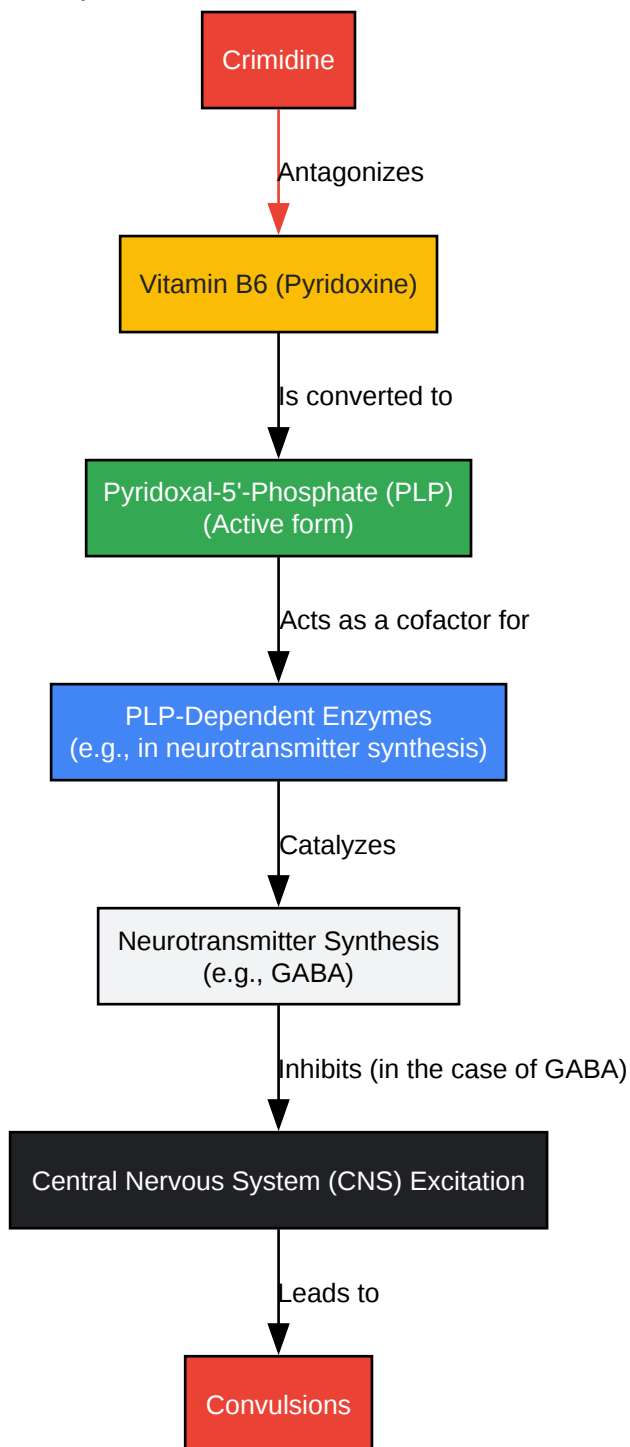 Crimidine
Antagonizes
Vitamin B6 (Pyridoxine)
Is converted to
Pyridoxal-5'-Phosphate (PLP)
(Active form)
Acts as a cofactor for
PLP-Dependent Enzymes
(e.g., in neurotransmitter synthesis)
Catalyzes
Neurotransmitter Synthesis
(e.g., GABA)
Inhibits (in the case of GABA)
Central Nervous System (CNS) Excitation
Leads to
Convulsions